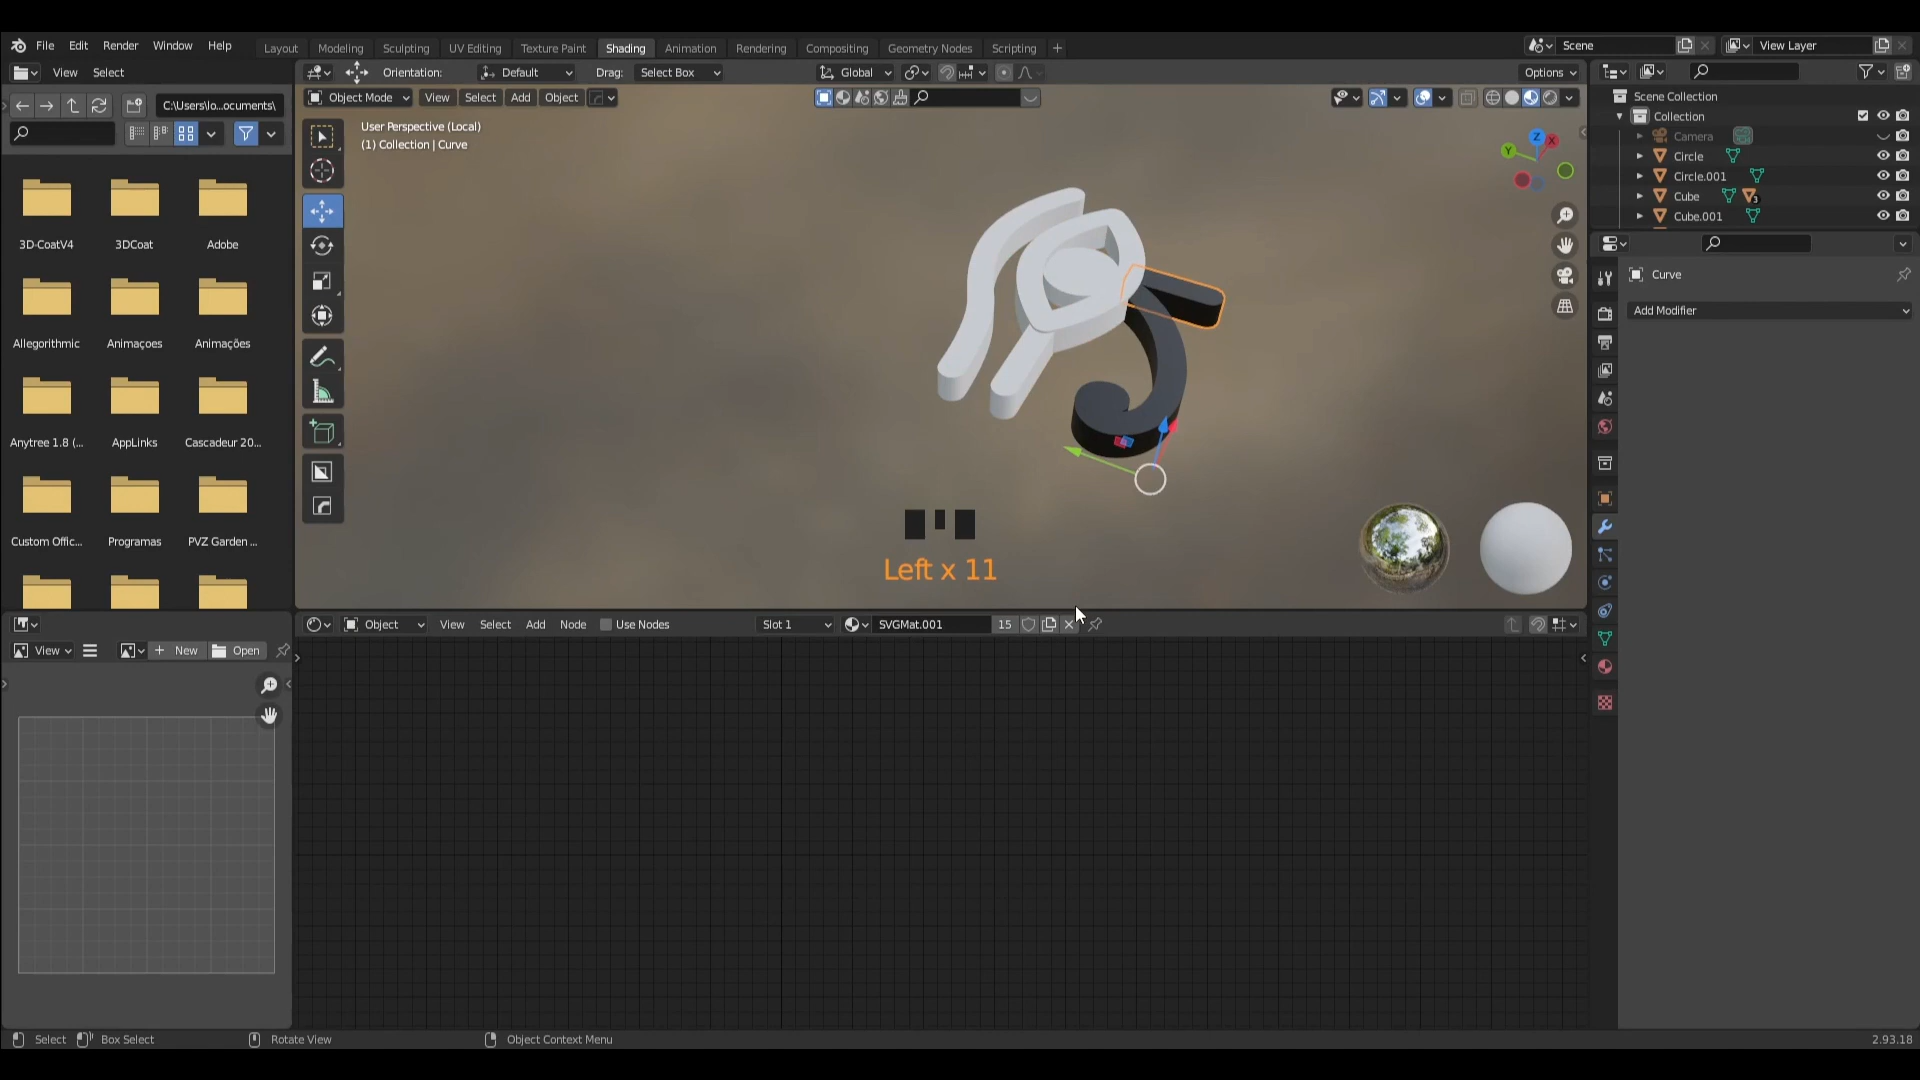 File Edit Render Window Help Layout Modeling Sculpting UV Editing Texture Paint Shading Animation Rendering Compositing Geometry Nodes Scripting + Scene View Layer
View Select Orientation: Default Drag: Select Box Global Options
C:\Users\lo...ocuments\ Object Mode View Select Add Object
Scene Collection
Collection
Camera
Circle
Circle.001
Cube 3
Cube.001
User Perspective (Local)
(1) Collection | Curve
Z X Y
3D-CoatV4 3DCoat Adobe
Allegorithmic Animaçoes Animações
Anytree 1.8 (... AppLinks Cascadeur 20...
Custom Offic... Programas PVZ Garden ...
Curve
Add Modifier
Left x 11
Object View Select Add Node Use Nodes Slot 1 SVGMat.001 15
View New Open
Select Box Select Rotate View Object Context Menu 2.93.18